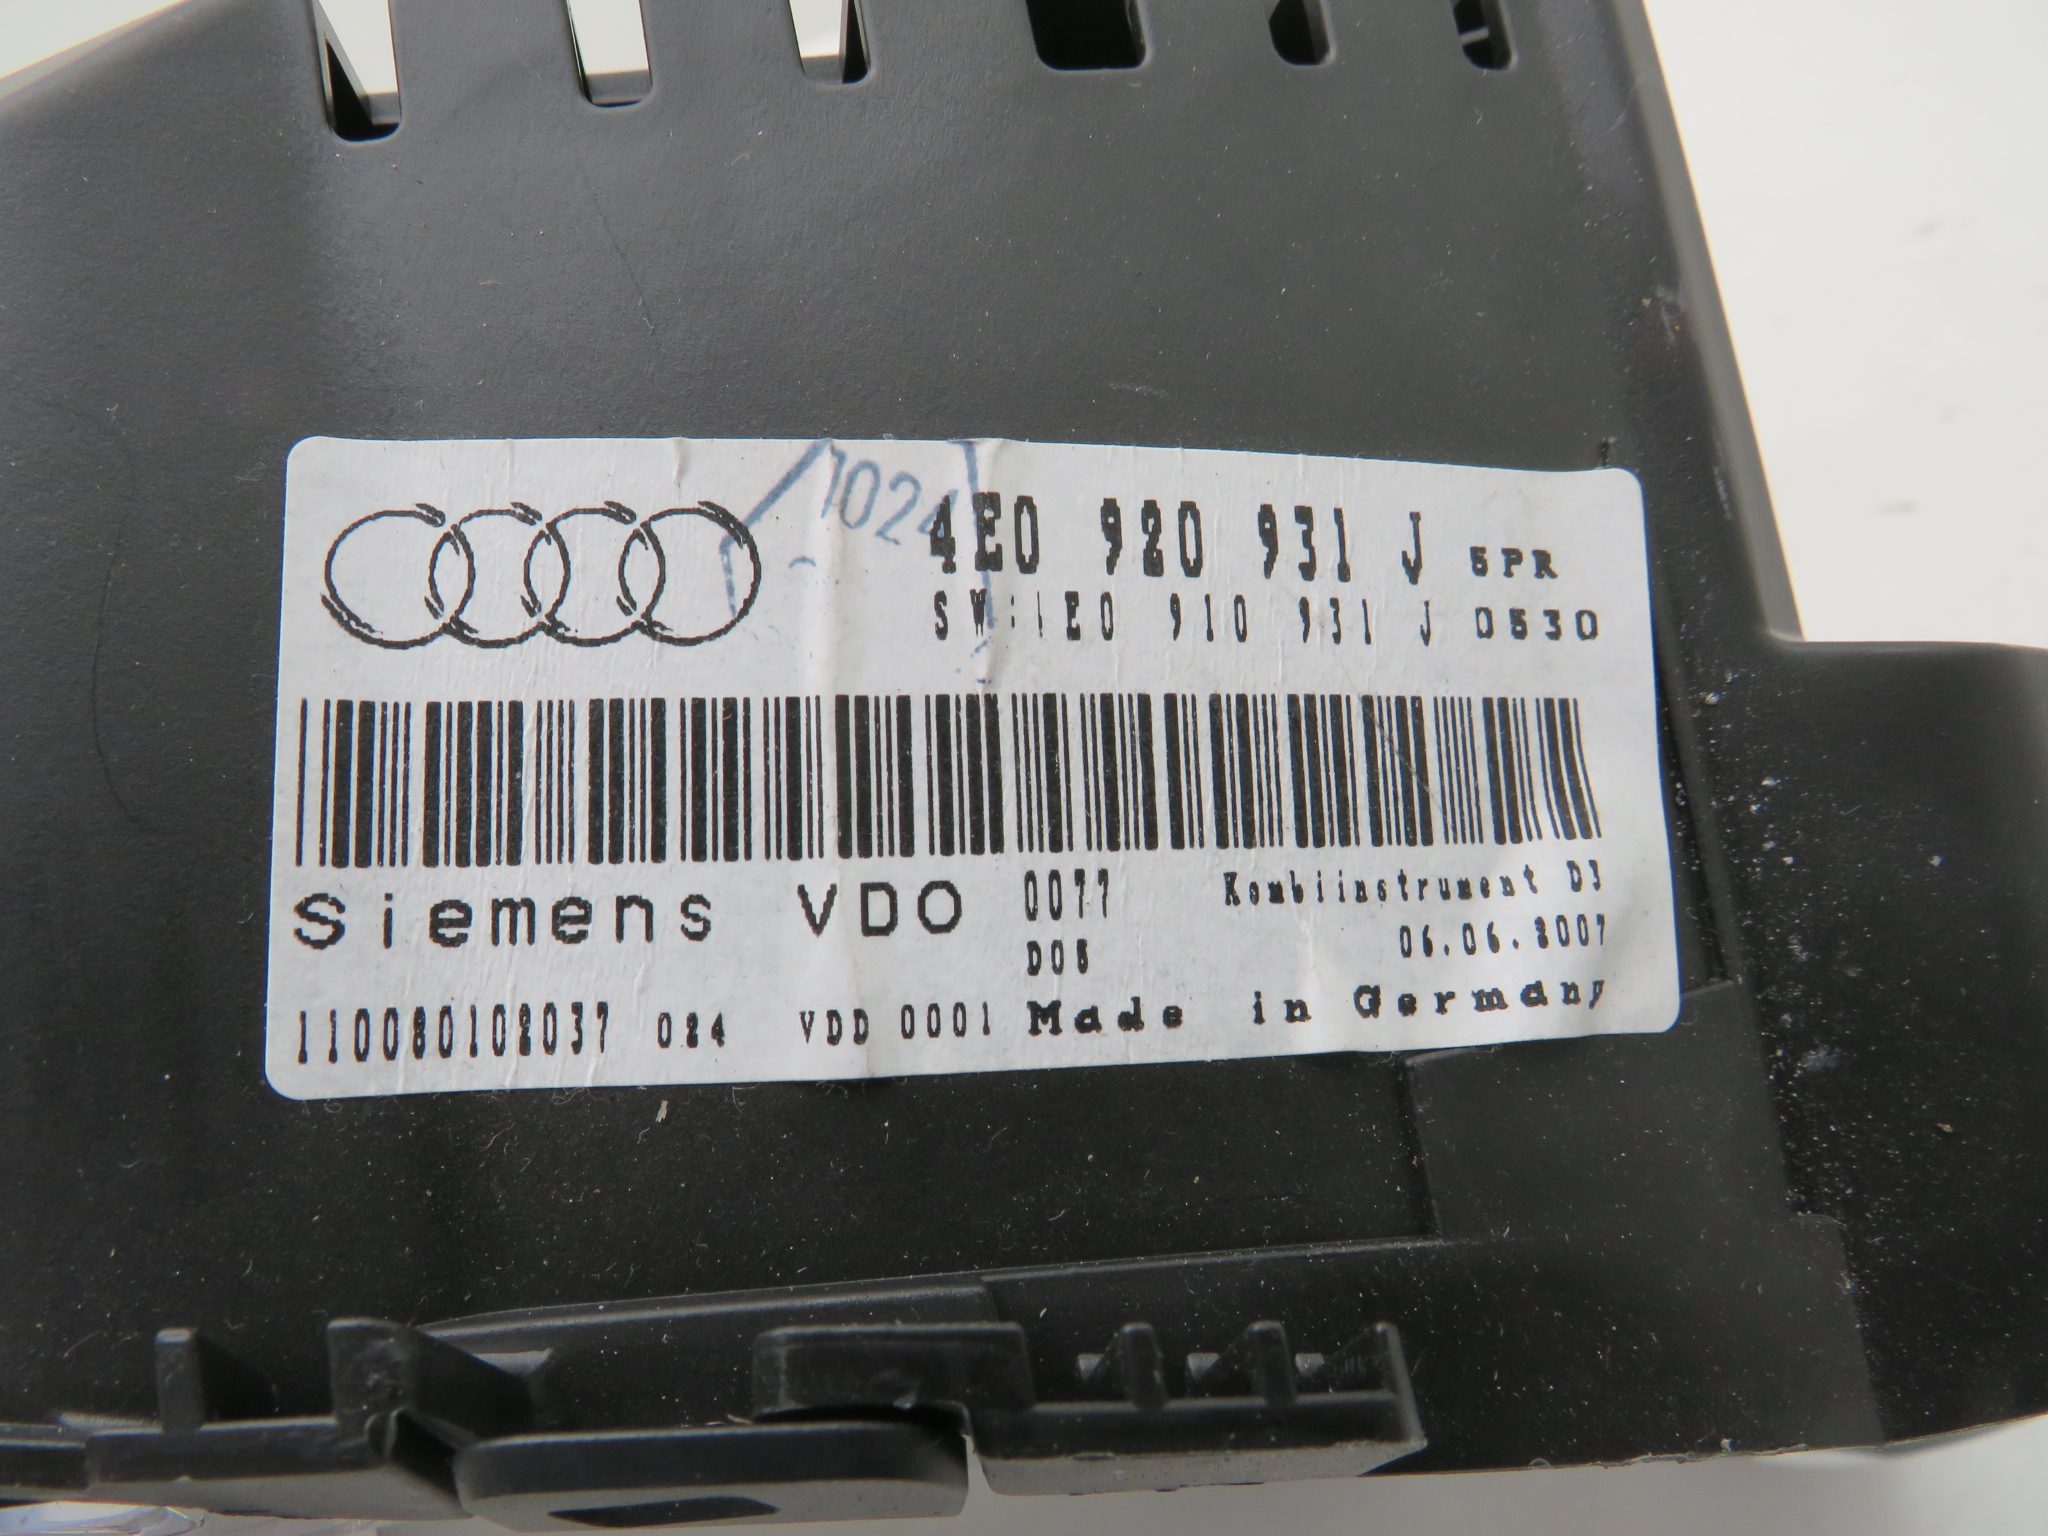 1024
4E0 920 931 J 5PR
SW:4E0 910 931 J 0530
Siemens VDO 0077 Kombiinstrument D3
D05 06.06.2007
110080102037 024 VDD 0001 Made in Germany